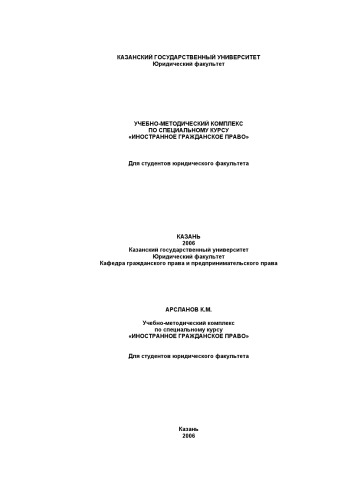 КАЗАНСКИЙ ГОСУДАРСТВЕННЫЙ УНИВЕРСИТЕТ
Юридический факультет
УЧЕБНО-МЕТОДИЧЕСКИЙ КОМПЛЕКС
ПО СПЕЦИАЛЬНОМУ КУРСУ
«ИНОСТРАННОЕ ГРАЖДАНСКОЕ ПРАВО»
Для студентов юридического факультета
КАЗАНЬ
2006
Казанский государственный университет
Юридический факультет
Кафедра гражданского права и предпринимательского права
АРСЛАНОВ К.М.
Учебно-методический комплекс
по специальному курсу
«ИНОСТРАННОЕ ГРАЖДАНСКОЕ ПРАВО»
Для студентов юридического факультета
Казань
2006